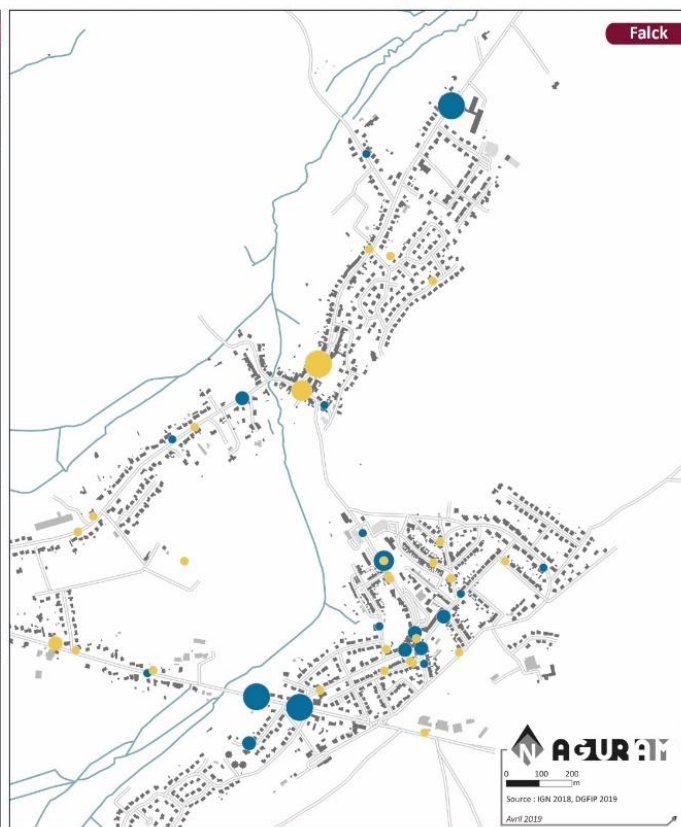 Falck
N AGURAM
0 100 200
m
Source : IGN 2018, DGFIP 2019
Avril 2019